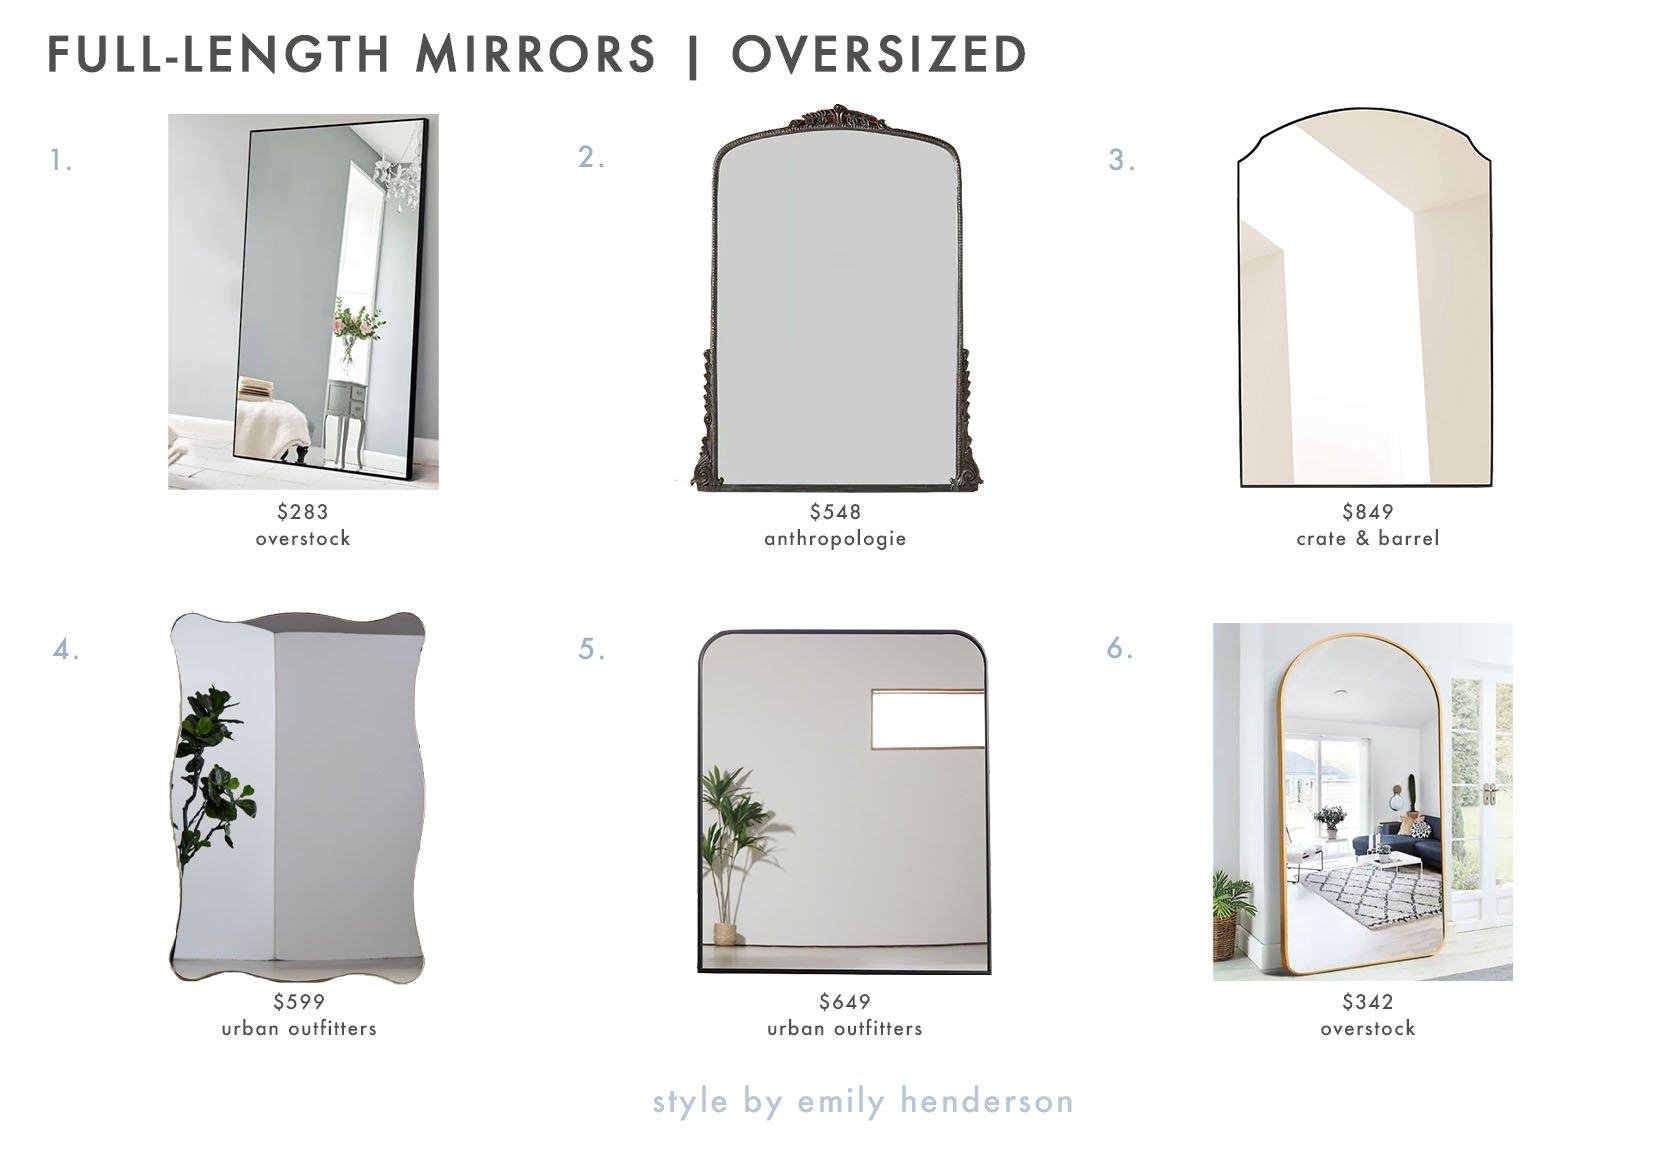 FULL-LENGTH MIRRORS | OVERSIZED
1.
2.
3.
$283
overstock
$548
anthropologie
$849
crate & barrel
4.
5.
6.
$599
urban outfitters
$649
urban outfitters
$342
overstock
style by emily henderson